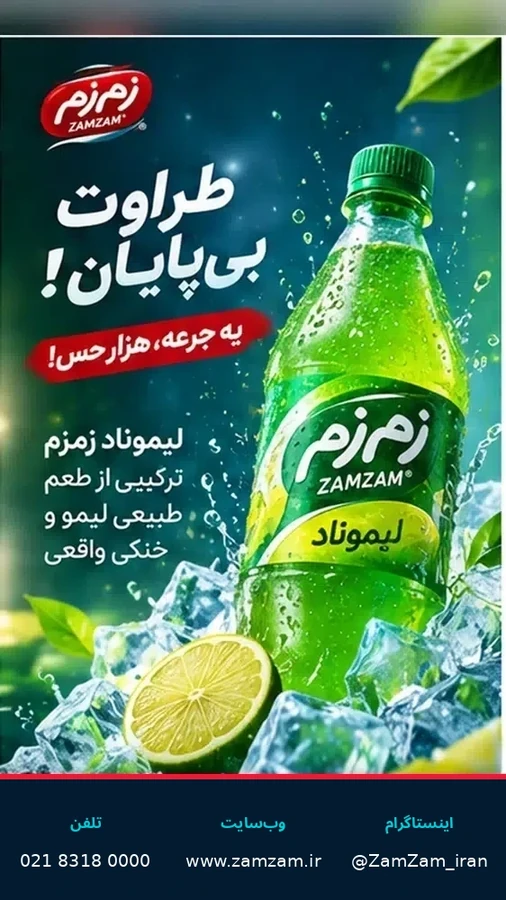 زمزم
ZAMZAM®
طراوت
بی‌پایان!
یه جرعه، هزار حس!
لیموناد زمزم
ترکیبی از طعم
طبیعی لیمو و
خنکی واقعی
زمزم
ZAMZAM®
لیموناد
اینستاگرام
@ZamZam_iran
وب‌سایت
www.zamzam.ir
تلفن
021 8318 0000